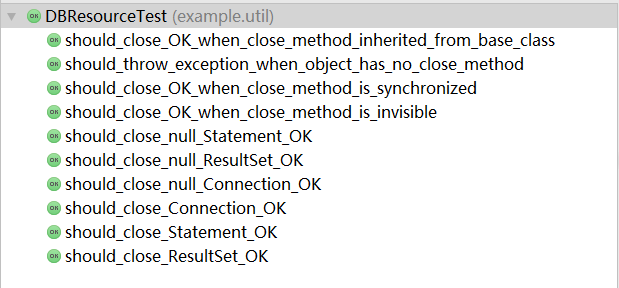 DBResourceTest (example.util)
OK should_close_OK_when_close_method_inherited_from_base_class
OK should_throw_exception_when_object_has_no_close_method
OK should_close_OK_when_close_method_is_synchronized
OK should_close_OK_when_close_method_is_invisible
OK should_close_null_Statement_OK
OK should_close_null_ResultSet_OK
OK should_close_null_Connection_OK
OK should_close_Connection_OK
OK should_close_Statement_OK
OK should_close_ResultSet_OK